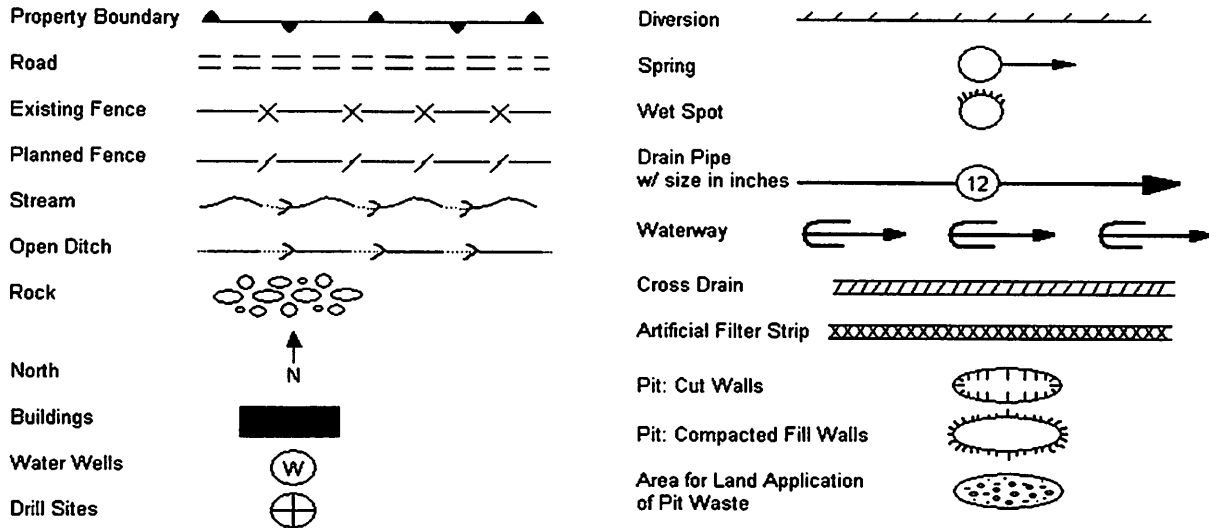 Property Boundary
Road
Existing Fence
Planned Fence
Stream
Open Ditch
Rock
North
N
Buildings
Water Wells
W
Drill Sites
Diversion
Spring
Wet Spot
Drain Pipe
w/ size in inches
12
Waterway
Cross Drain
Artificial Filter Strip
Pit: Cut Walls
Pit: Compacted Fill Walls
Area for Land Application
of Pit Waste